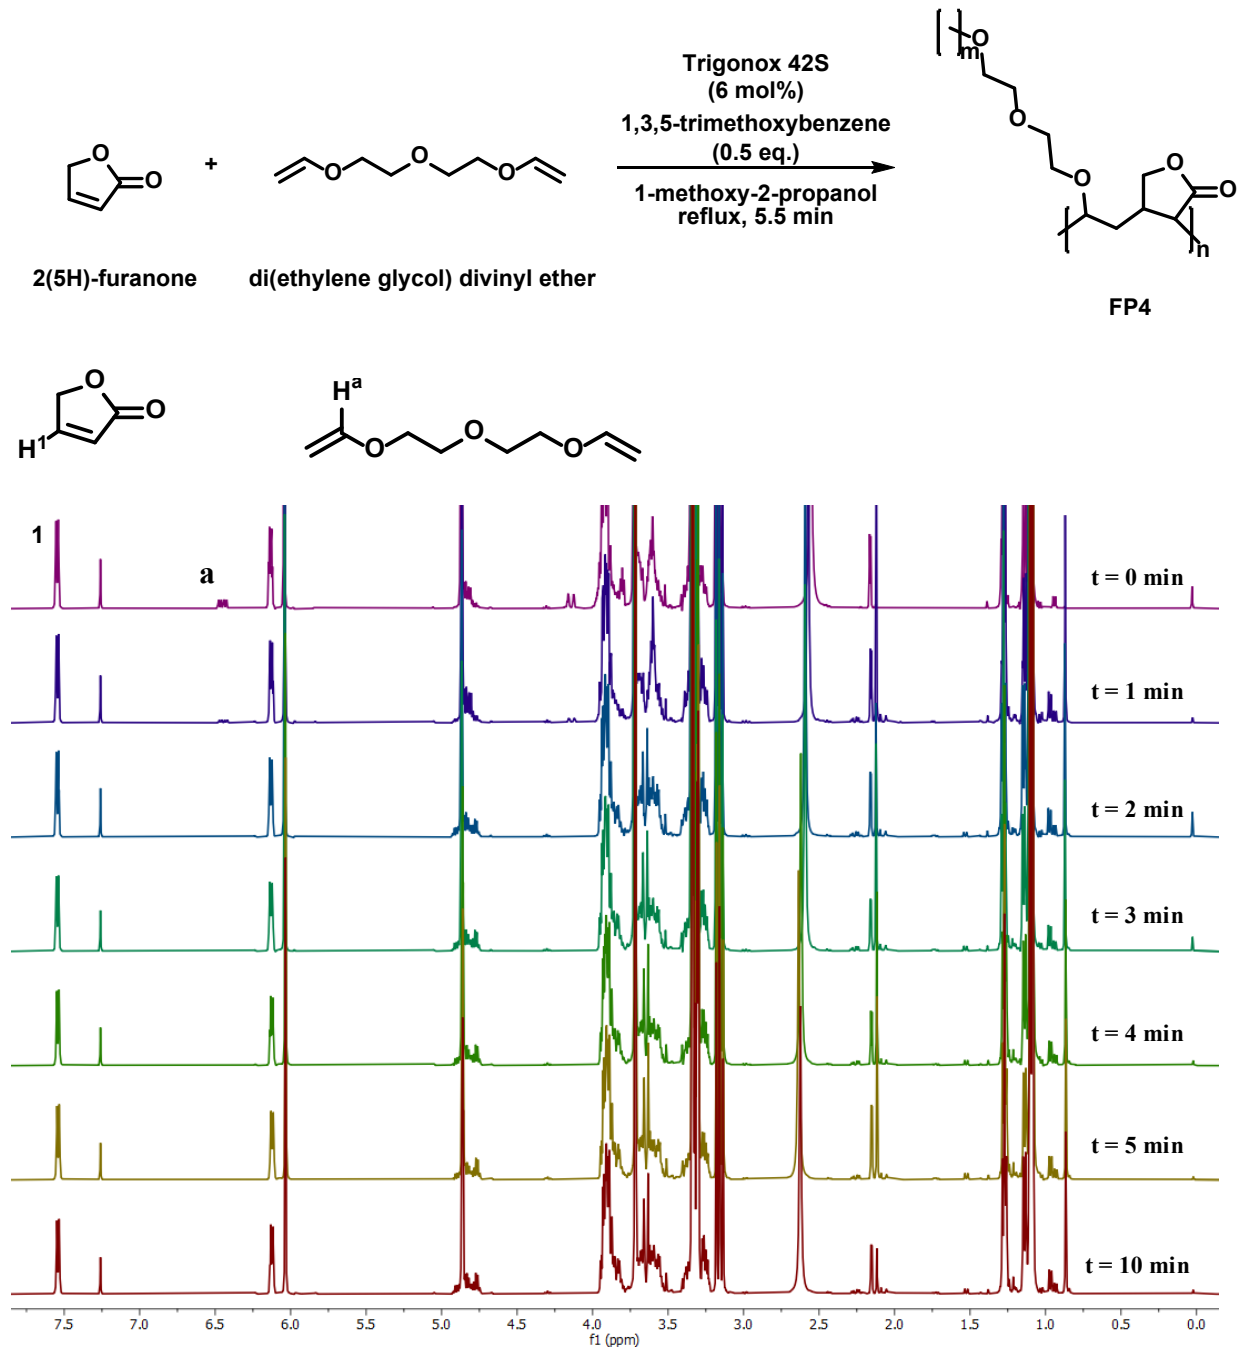 Trigonox 42S
(6 mol%)
1,3,5-trimethoxybenzene
(0.5 eq.)
1-methoxy-2-propanol
reflux, 5.5 min
O
O
+
O
O
O
m
O
O
O
O
O
n
2(5H)-furanone
di(ethylene glycol) divinyl ether
FP4
O
O
H1
Ha
O
O
O
1
a
t = 0 min
t = 1 min
t = 2 min
t = 3 min
t = 4 min
t = 5 min
t = 10 min
7.5 7.0 6.5 6.0 5.5 5.0 4.5 4.0 3.5 3.0 2.5 2.0 1.5 1.0 0.5 0.0
f1 (ppm)